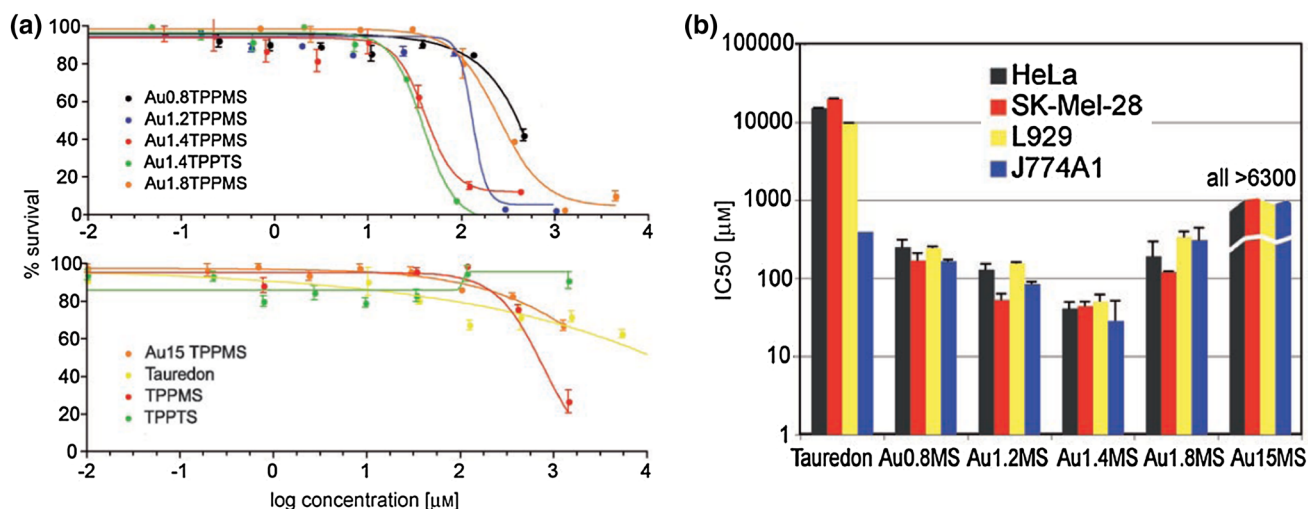 (a)
% survival
100
80
60
40
20
0
Au0.8TPPMS
Au1.2TPPMS
Au1.4TPPMS
Au1.4TPPTS
Au1.8TPPMS
-2 -1 0 1 2 3 4
100
80
60
40
20
0
Au15 TPPMS
Tauredon
TPPMS
TPPTS
-2 -1 0 1 2 3 4
log concentration [μM]
(b)
IC50 [μM]
100000
10000
1000
100
10
1
HeLa
SK-Mel-28
L929
J774A1
all >6300
Tauredon Au0.8MS Au1.2MS Au1.4MS Au1.8MS Au15MS